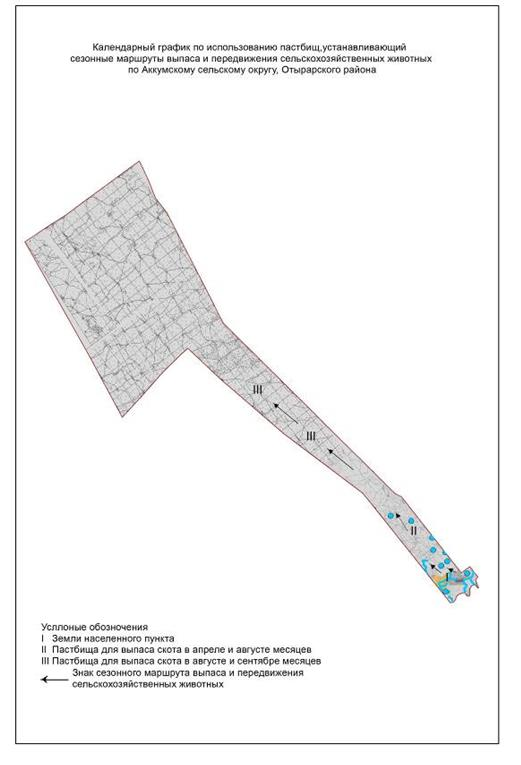 Календарный график по использованию пастбищ,устанавливающий
сезонные маршруты выпаса и передвижения сельскохозяйственных животных
по Аккумскому сельскому округу, Отырарского района
III
III
II
I
Усллоные обозночения
I Земли населенного пункта
II Пастбища для выпаса скота в апреле и августе месяцев
III Пастбища для выпаса скота в августе и сентябре месяцев
Знак сезонного маршрута выпаса и передвижения
сельскохозяйственных животных